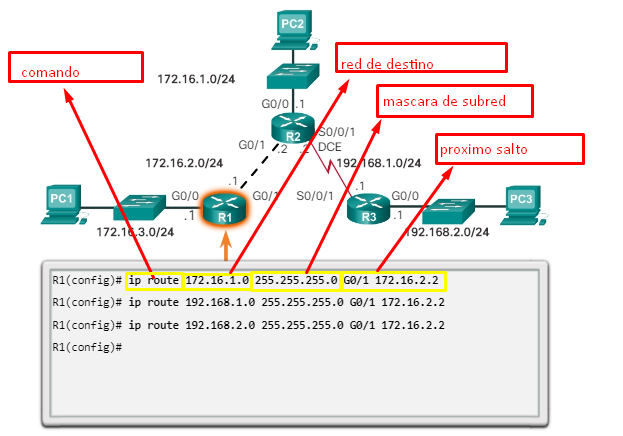 PC2
comando
red de destino
172.16.1.0/24
mascara de subred
G0/0 .1
R2
S0/0/1
DCE
G0/1
.2 .2
proximo salto
172.16.2.0/24
192.168.1.0/24
.1
PC1
G0/0
G0/1
S0/0/1
.1
G0/0
PC3
.1
R1
R3
.1
172.16.3.0/24
192.168.2.0/24
R1(config)# ip route 172.16.1.0 255.255.255.0 G0/1 172.16.2.2
R1(config)# ip route 192.168.1.0 255.255.255.0 G0/1 172.16.2.2
R1(config)# ip route 192.168.2.0 255.255.255.0 G0/1 172.16.2.2
R1(config)#